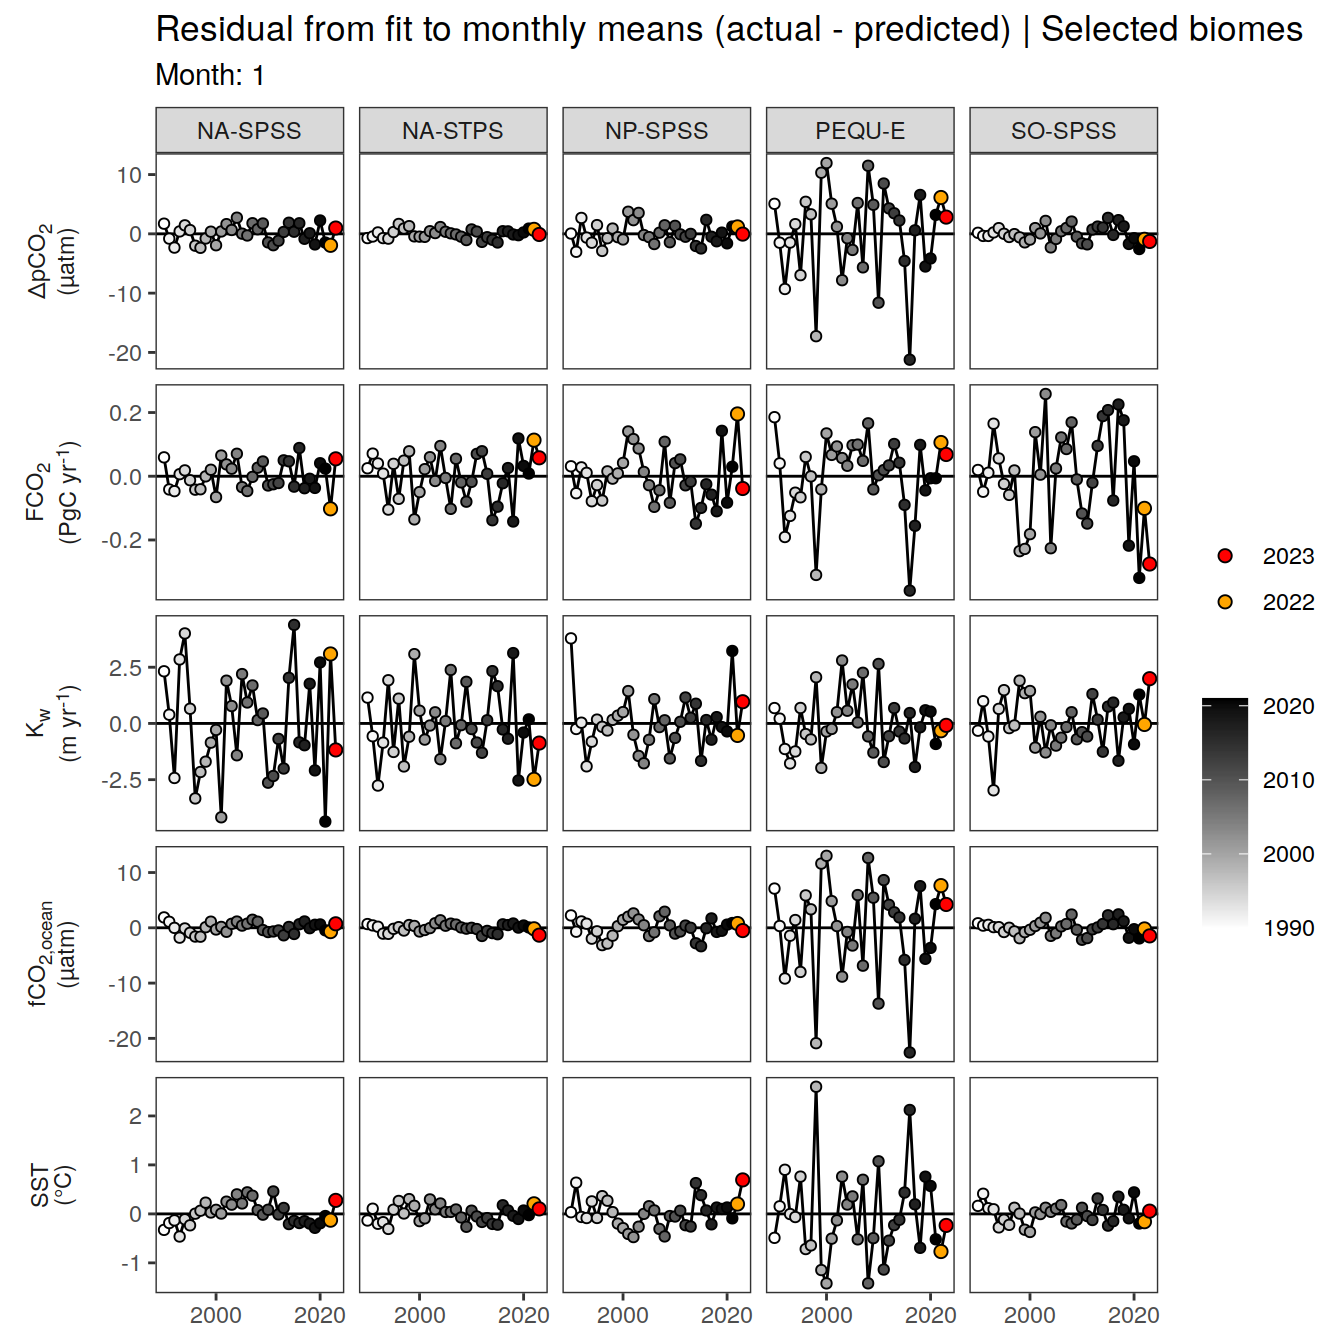 Residual from fit to monthly means (actual - predicted) | Selected biomes
Month: 1
NA-SPSS
NA-STPS
NP-SPSS
PEQU-E
SO-SPSS
ΔpCO2
(µatm)
10
0
-10
-20
FCO2
(PgC yr⁻¹)
0.2
0.0
-0.2
Kw
(m yr⁻¹)
2.5
0.0
-2.5
fCO2,ocean
(µatm)
10
0
-10
-20
SST
(°C)
2
1
0
-1
2000
2020
2000
2020
2000
2020
2000
2020
2000
2020
2023
2022
2020
2010
2000
1990